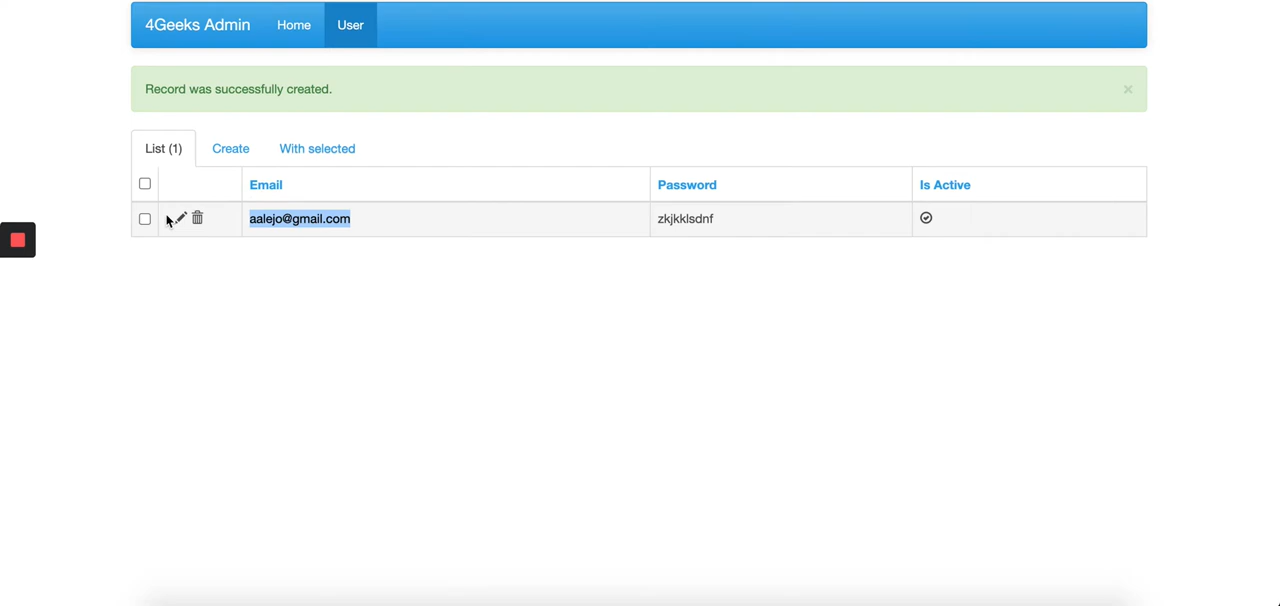 4Geeks Admin Home User
Record was successfully created. ×
List (1) Create With selected
Email Password Is Active
aalejo@gmail.com zkjkklsdnf